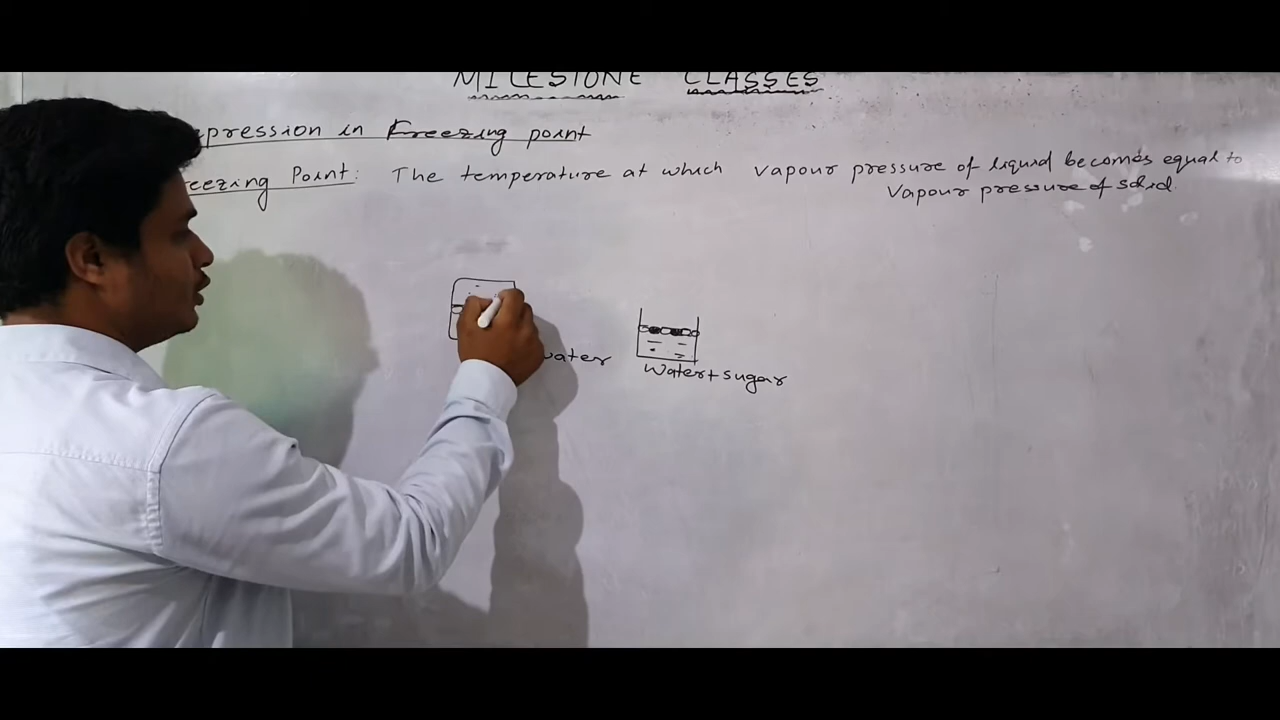 MILESTONE CLASSES
pression in Freezing point
eezing Point: The temperature at which vapour pressure of liquid becomes equal to
vapour pressure of solid.
water
Water+sugar